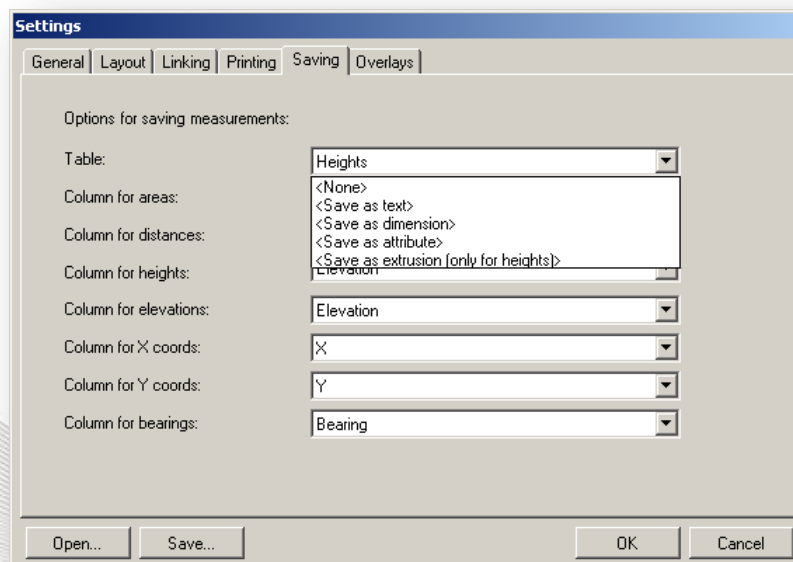 Settings
General Layout Linking Printing Saving Overlays
Options for saving measurements:
Table: Heights
<None>
Column for areas: <Save as text>
<Save as dimension>
Column for distances: <Save as attribute>
<Save as extrusion (only for heights)>
Column for heights: Elevation
Column for elevations: Elevation
Column for X coords: X
Column for Y coords: Y
Column for bearings: Bearing
Open... Save... OK Cancel